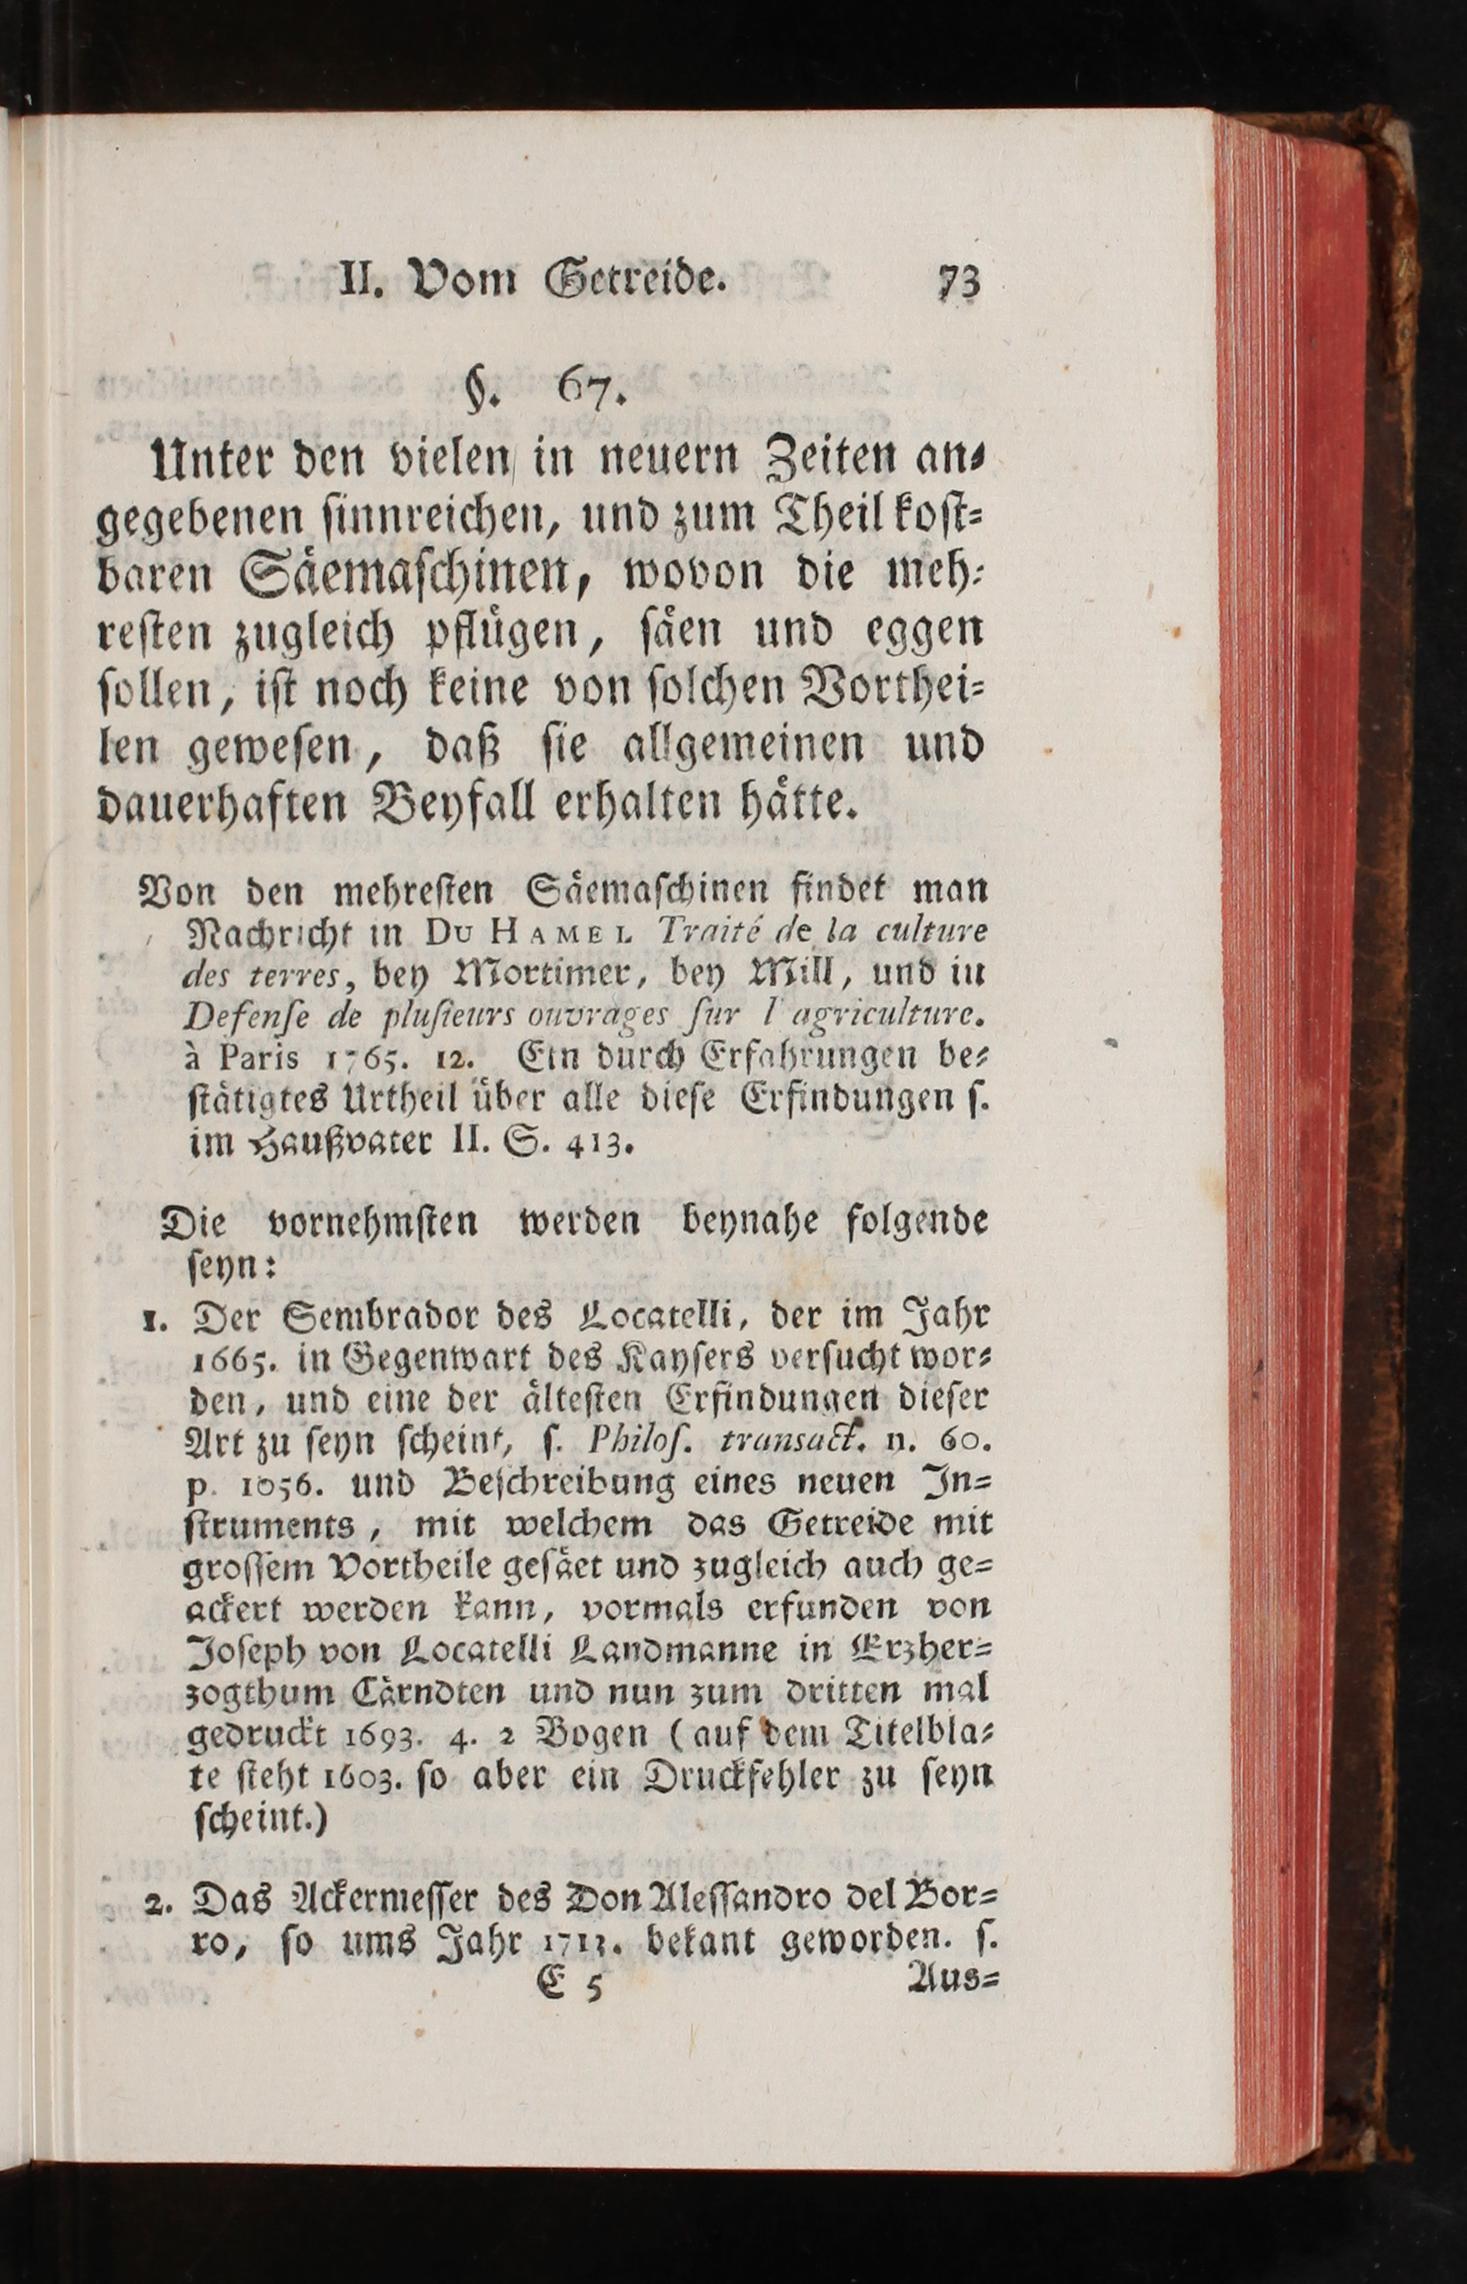 II. Vom Getreide. 73
§. 67.
Unter den vielen in neuern Zeiten an⸗
gegebenen ſinnreichen, und zum Theil koſt⸗
baren Säemaſchinen, wovon die meh⸗
reſten zugleich pflügen, ſäen und eggen
ſollen, iſt noch keine von ſolchen Vorthei⸗
len geweſen, daß ſie allgemeinen und
dauerhaften Beyfall erhalten hätte.
Von den mehreſten Säemaſchinen findet man
Nachricht in DU HAMEL Traité de la culture
des terres, bey Mortimer, bey Mill, und in
Defenſe de pluſieurs ouvrages ſur l'agriculture.
à Paris 1765. 12. Ein durch Erfahrungen be⸗
ſtätigtes Urtheil über alle dieſe Erfindungen ſ.
im Haußvater II. S. 413.
Die vornehmſten werden beynahe folgende
ſeyn:
1. Der Sembrador des Locatelli, der im Jahr
1665. in Gegenwart des Kayſers verſucht wor⸗
den, und eine der älteſten Erfindungen dieſer
Art zu ſeyn ſcheint, ſ. Philoſ. transact. n. 60.
p. 1056. und Beſchreibung eines neuen In⸗
ſtruments, mit welchem das Getreide mit
groſſem Vortheile geſäet und zugleich auch ge⸗
ackert werden kann, vormals erfunden von
Joſeph von Locatelli Landmanne in Erzher⸗
zogthum Cärndten und nun zum dritten mal
gedruckt 1693. 4. 2 Bogen (auf dem Titelbla⸗
te ſteht 1603. ſo aber ein Druckfehler zu ſeyn
ſcheint.)
2. Das Ackermeſſer des Don Aleſſandro del Bor⸗
ro, ſo ums Jahr 1713. bekant geworden. ſ.
E 5 Aus⸗